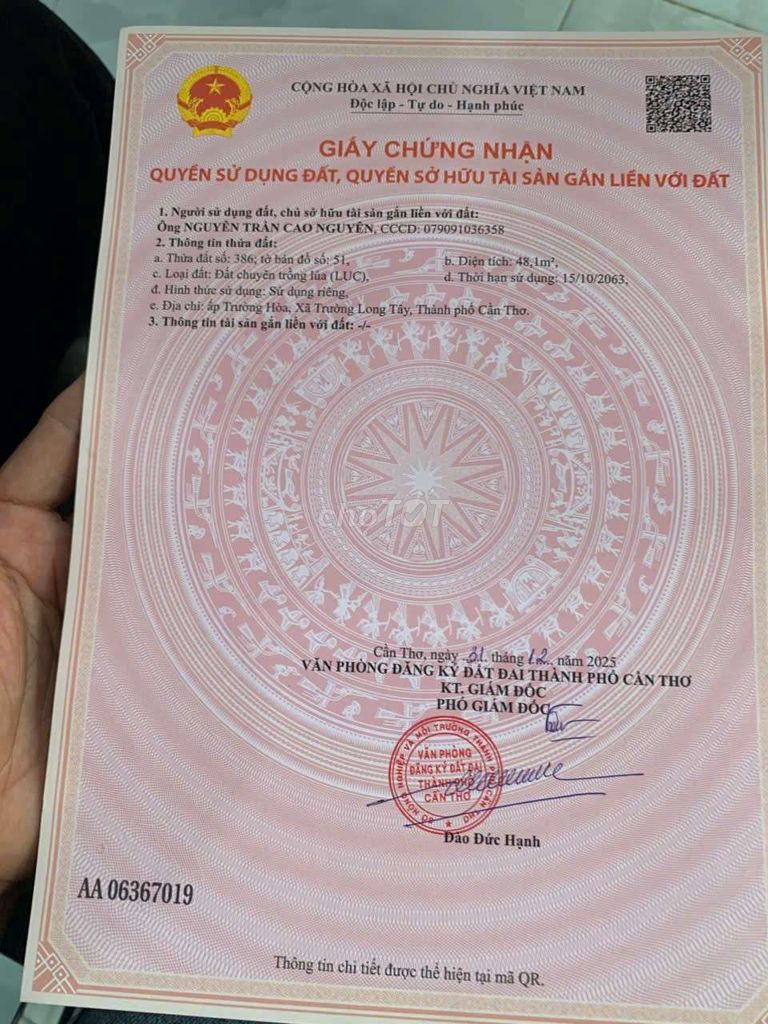 CỘNG HÒA XÃ HỘI CHỦ NGHĨA VIỆT NAM
Độc lập - Tự do - Hạnh phúc
GIẤY CHỨNG NHẬN
QUYỀN SỬ DỤNG ĐẤT, QUYỀN SỞ HỮU TÀI SẢN GẮN LIỀN VỚI ĐẤT
1. Người sử dụng đất, chủ sở hữu tài sản gắn liền với đất:
Ông NGUYỄN TRẦN CAO NGUYÊN, CCCD: 079091036358
2. Thông tin thửa đất:
a. Thửa đất số: 386; tờ bản đồ số: 51, b. Diện tích: 48,1m²,
c. Loại đất: Đất chuyên trồng lúa (LUC), d. Thời hạn sử dụng: 15/10/2063,
đ. Hình thức sử dụng: Sử dụng riêng,
e. Địa chỉ: ấp Trường Hòa, Xã Trường Long Tây, Thành phố Cần Thơ.
3. Thông tin tài sản gắn liền với đất: -/-
choTỐT
Cần Thơ, ngày 31 tháng 12 năm 2025
VĂN PHÒNG ĐĂNG KÝ ĐẤT ĐAI THÀNH PHỐ CẦN THƠ
KT. GIÁM ĐỐC
PHÓ GIÁM ĐỐC
VĂN PHÒNG
ĐĂNG KÝ ĐẤT ĐAI
THÀNH PHỐ
CẦN THƠ
Đào Đức Hạnh
AA 06367019
Thông tin chi tiết được thể hiện tại mã QR.